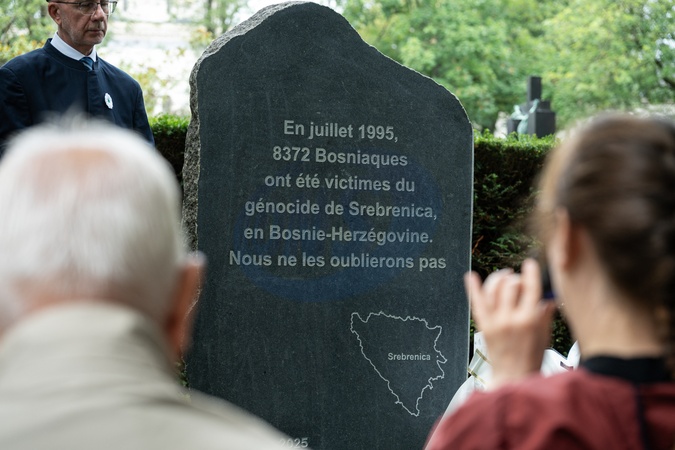 En juillet 1995,
8372 Bosniaques
ont été victimes du
génocide de Srebrenica,
en Bosnie-Herzégovine.
Nous ne les oublierons pas
Srebrenica
2025